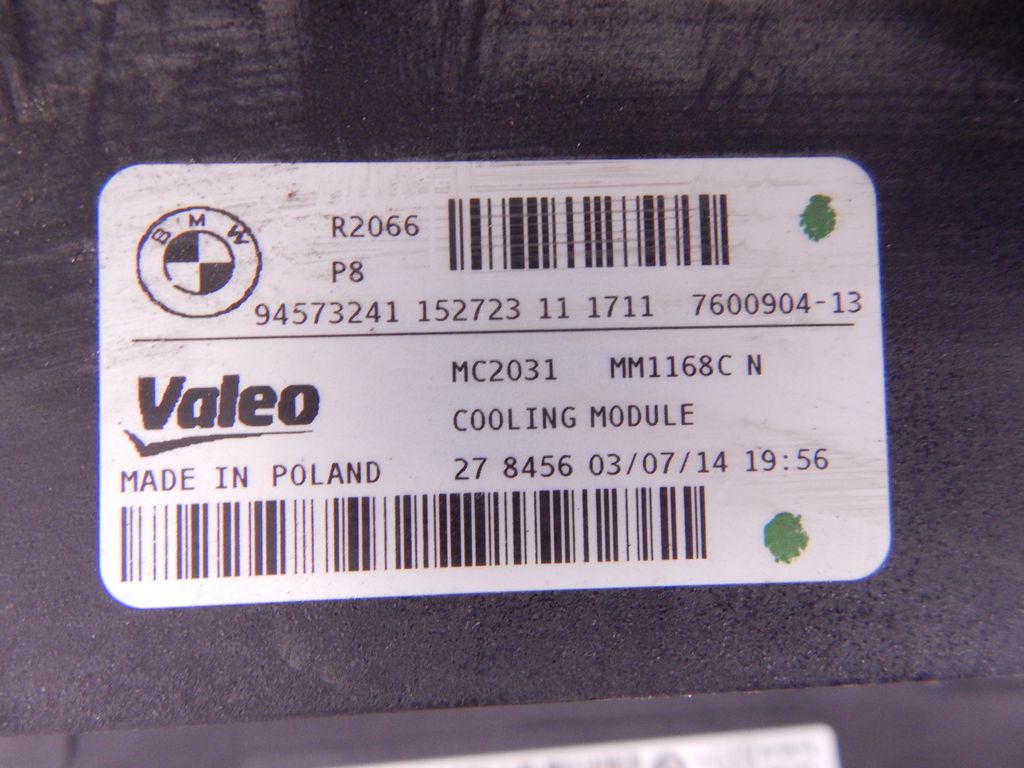 BMW
R2066
P8
94573241 152723 11 1711 7600904-13
Valeo
MC2031 MM1168C N
COOLING MODULE
MADE IN POLAND
27 8456 03/07/14 19:56